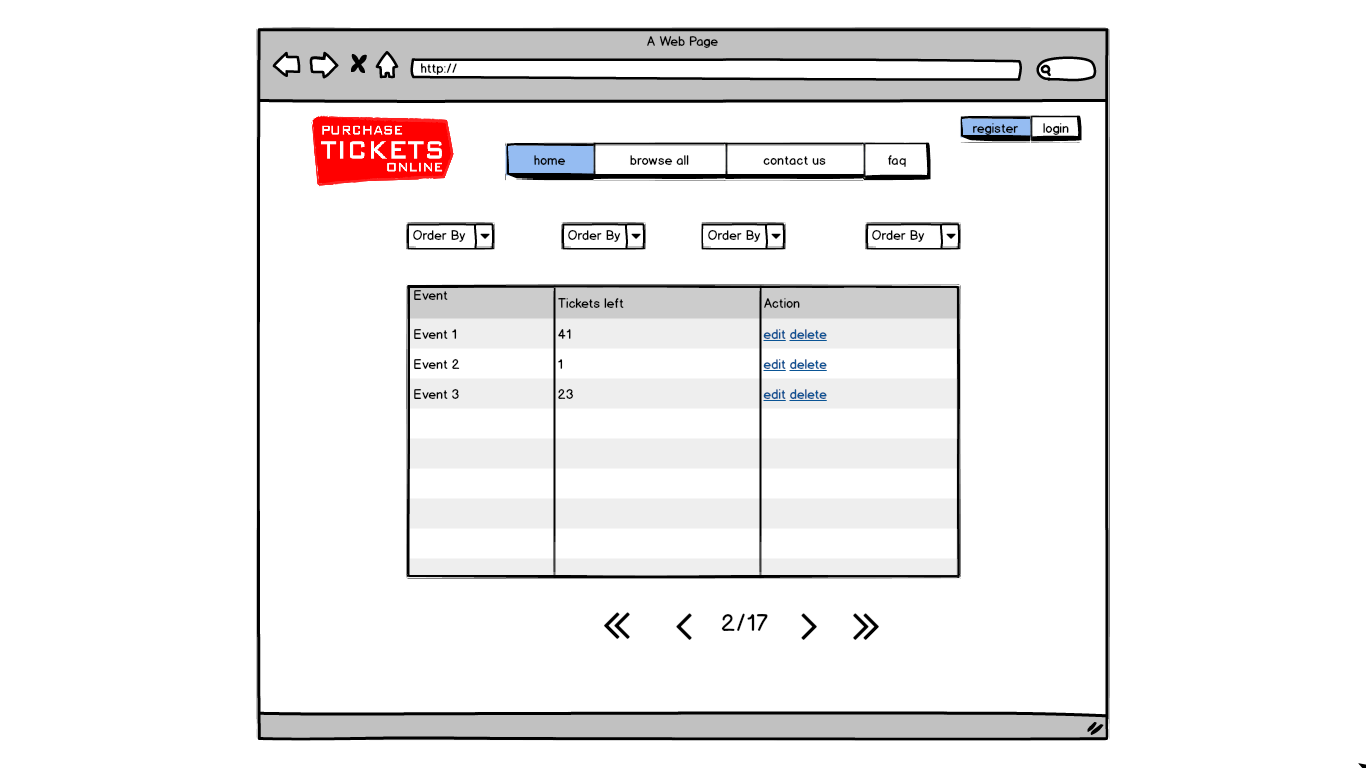 A Web Page
http://
register login
PURCHASE
TICKETS
ONLINE
home browse all contact us faq
Order By Order By Order By Order By
Event Tickets left Action
Event 1 41 edit delete
Event 2 1 edit delete
Event 3 23 edit delete
2/17